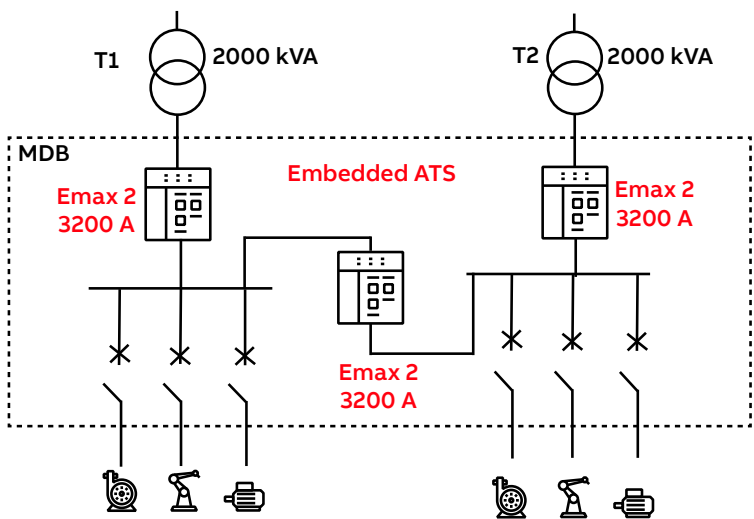 T1
2000 kVA
T2
2000 kVA
MDB
Embedded ATS
Emax 2
3200 A
Emax 2
3200 A
Emax 2
3200 A